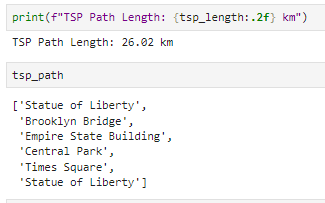 print(f"TSP Path Length: {tsp_length:.2f} km")
TSP Path Length: 26.02 km
tsp_path
['Statue of Liberty',
 'Brooklyn Bridge',
 'Empire State Building',
 'Central Park',
 'Times Square',
 'Statue of Liberty']